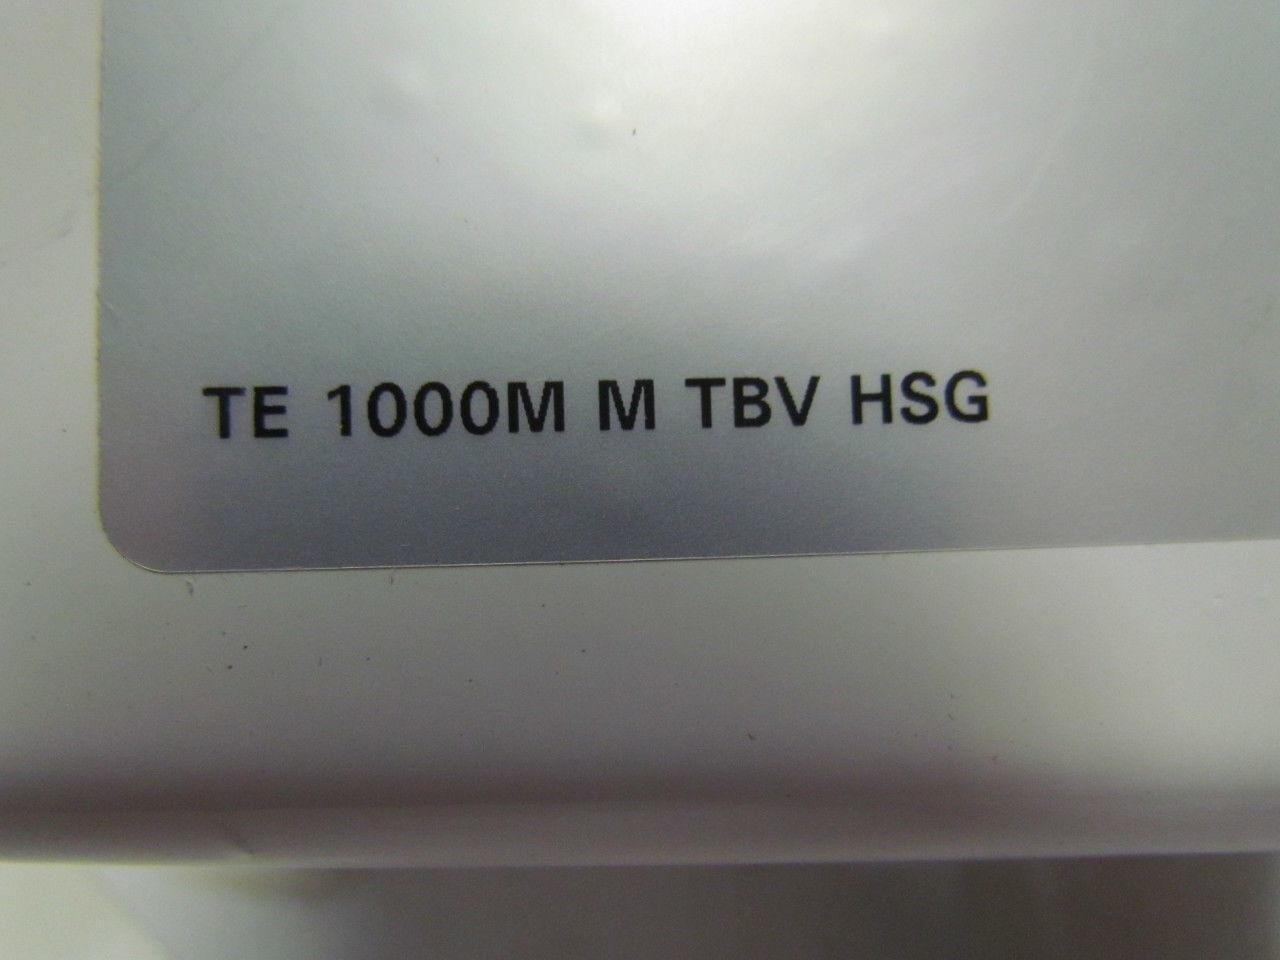 TE 1000M M TBV HSG